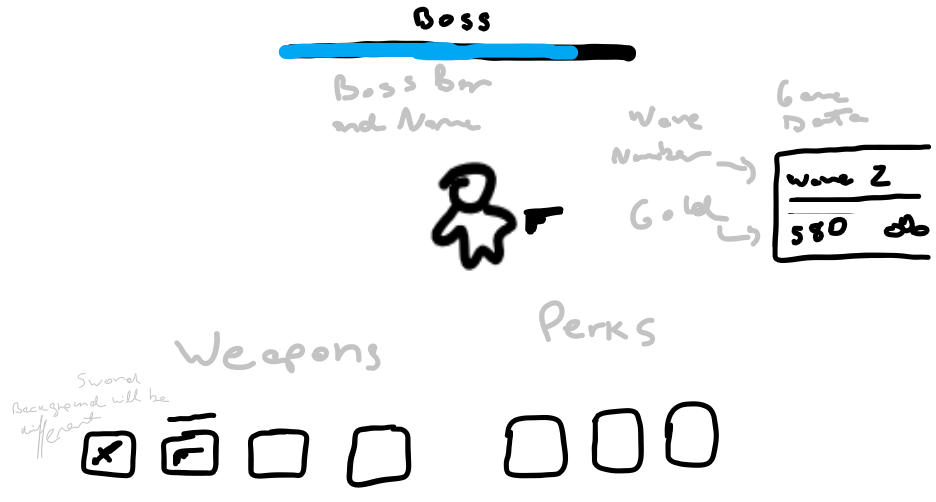 Boss
Boss Bar
and Name
Wave
Number
Gold
Game
Data
Wave 2
580
Weapons
Perks
Sword
Background will be
different